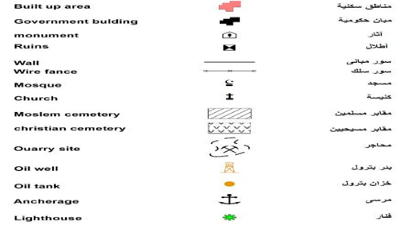 Built up area مناطق سكنية
Government bulding مبان حكومية
monument آثار
Ruins أطلال
Wall سور مبانى
Wire fance سور سلك
Mosque مسجد
Church كنيسة
Moslem cemetery مقابر مسلمين
christian cemetery مقابر مسيحيين
Quarry site محاجر
Oil well بئر بترول
Oil tank خزان بترول
Ancherage مرسى
Lighthouse فنار